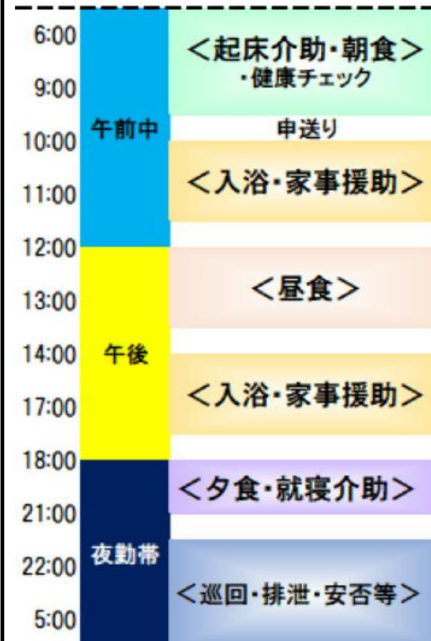 6:00
＜起床介助・朝食＞
・健康チェック
9:00
午前中
申送り
10:00
＜入浴・家事援助＞
11:00
12:00
＜昼食＞
13:00
14:00
午後
＜入浴・家事援助＞
17:00
18:00
＜夕食・就寝介助＞
21:00
夜勤帯
22:00
＜巡回・排泄・安否等＞
5:00